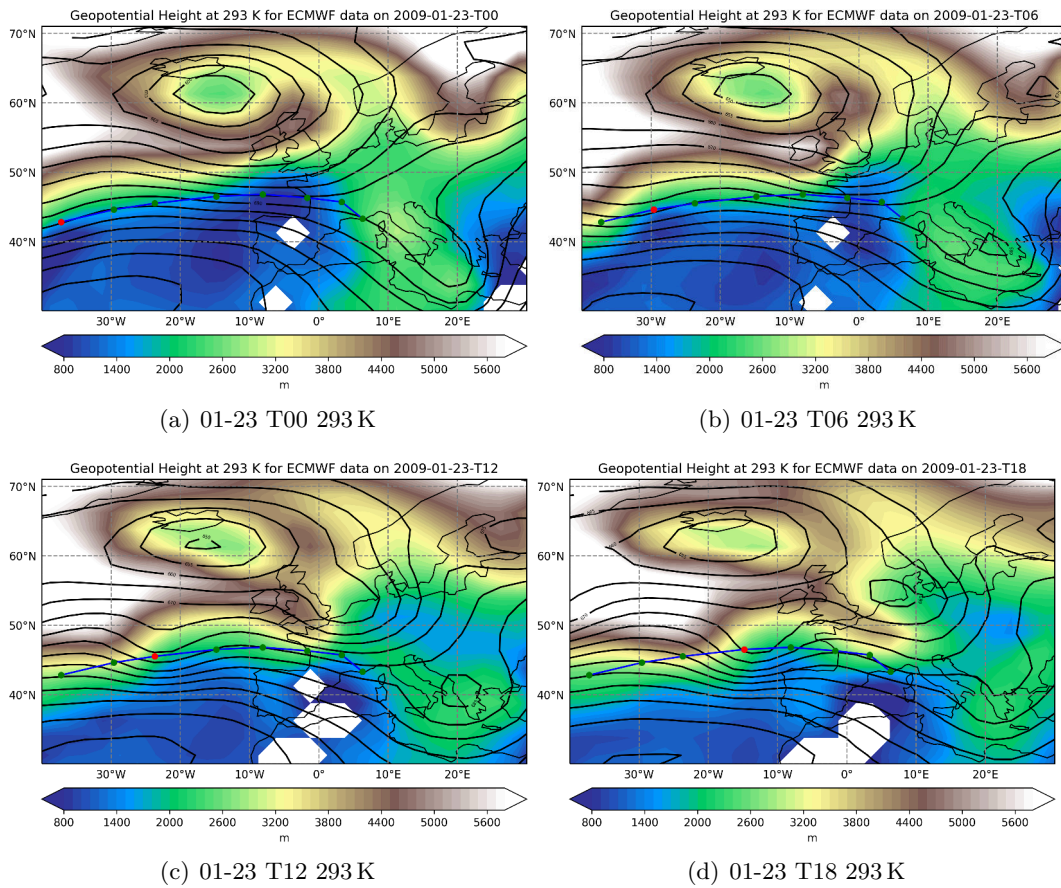 Geopotential Height at 293 K for ECMWF data on 2009-01-23-T00
70°N
60°N
50°N
40°N
30°W 20°W 10°W 0° 10°E 20°E
800 1400 2000 2600 3200 3800 4400 5000 5600
m
(a) 01-23 T00 293 K
Geopotential Height at 293 K for ECMWF data on 2009-01-23-T06
70°N
60°N
50°N
40°N
30°W 20°W 10°W 0° 10°E 20°E
800 1400 2000 2600 3200 3800 4400 5000 5600
m
(b) 01-23 T06 293 K
Geopotential Height at 293 K for ECMWF data on 2009-01-23-T12
70°N
60°N
50°N
40°N
30°W 20°W 10°W 0° 10°E 20°E
800 1400 2000 2600 3200 3800 4400 5000 5600
m
(c) 01-23 T12 293 K
Geopotential Height at 293 K for ECMWF data on 2009-01-23-T18
70°N
60°N
50°N
40°N
30°W 20°W 10°W 0° 10°E 20°E
800 1400 2000 2600 3200 3800 4400 5000 5600
m
(d) 01-23 T18 293 K